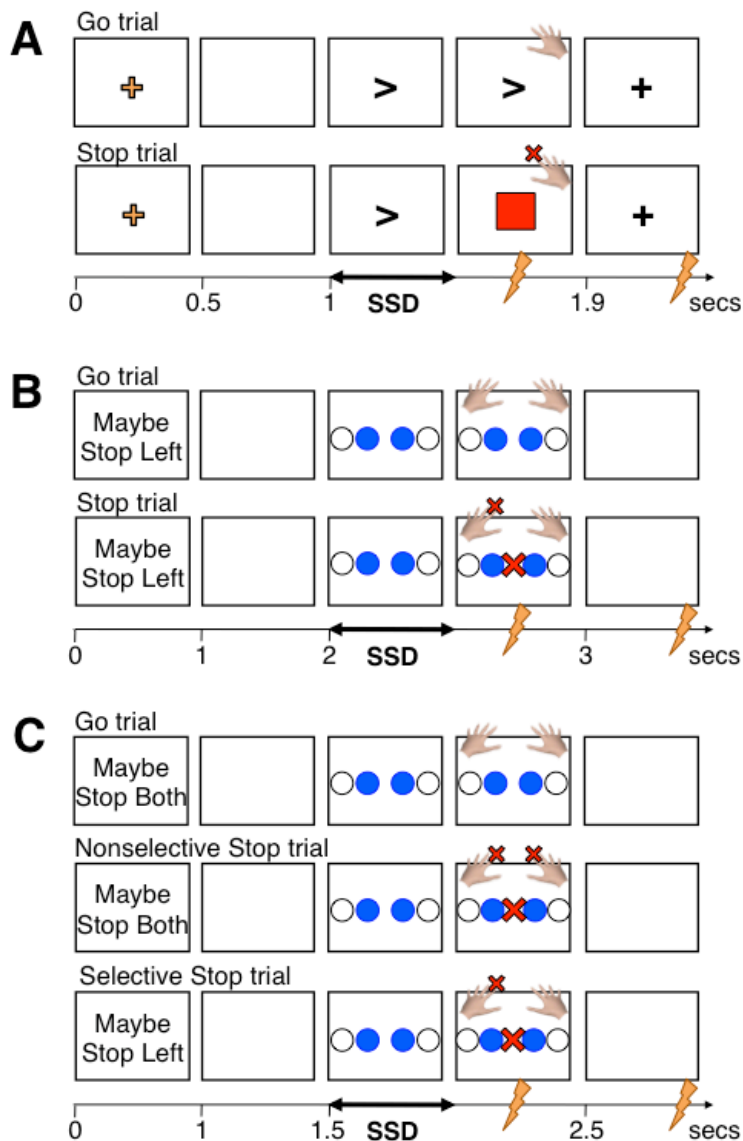 A
Go trial
+
>
>
+
Stop trial
+
>
+
0 0.5 1 SSD 1.9 secs
B
Go trial
Maybe
Stop Left
Stop trial
Maybe
Stop Left
0 1 2 SSD 3 secs
C
Go trial
Maybe
Stop Both
Nonselective Stop trial
Maybe
Stop Both
Selective Stop trial
Maybe
Stop Left
0 1 1.5 SSD 2.5 secs